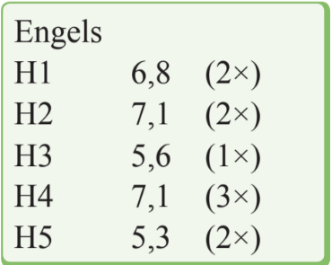 Engels
H1 6,8 (2×)
H2 7,1 (2×)
H3 5,6 (1×)
H4 7,1 (3×)
H5 5,3 (2×)